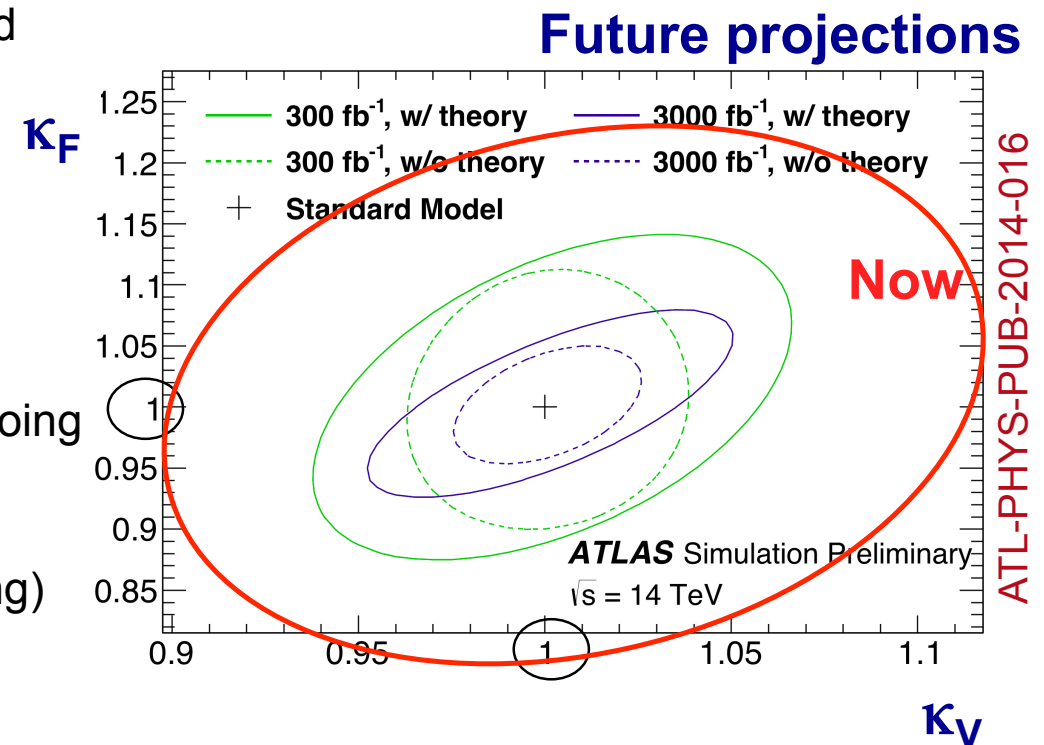 d
Future projections
κF
1.25
1.2
1.15
1.1
1.05
1
0.95
0.9
0.85
300 fb-1, w/ theory
3000 fb-1, w/ theory
300 fb-1, w/o theory
3000 fb-1, w/o theory
Standard Model
Now
oing
ng)
ATLAS Simulation Preliminary
√s = 14 TeV
0.9
0.95
1
1.05
1.1
κV
ATL-PHYS-PUB-2014-016